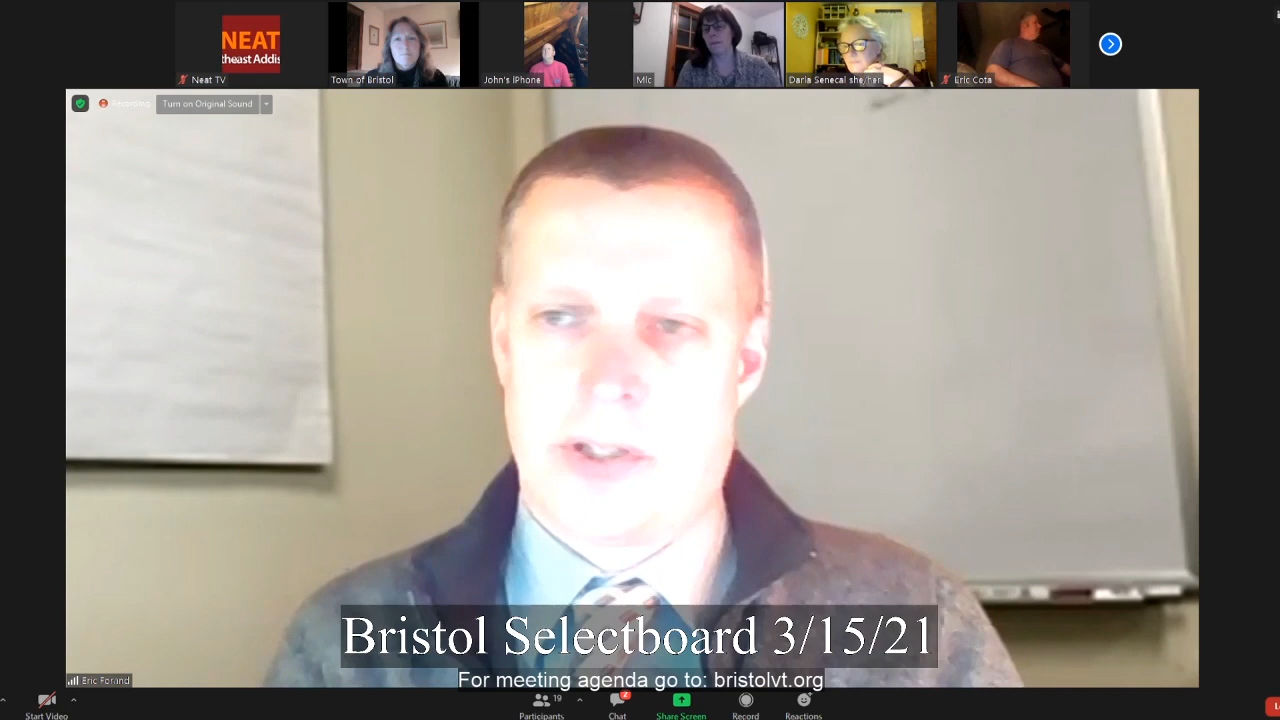 NEAT
theast Addis
Neat TV
Town of Bristol
John's iPhone
Mic
Darla Senecal she/her
Eric Cota
Recording
Turn on Original Sound
Bristol Selectboard 3/15/21
For meeting agenda go to: bristolvt.org
Eric Forand
Start Video
Participants
19
Chat
2
Share Screen
Record
Reactions